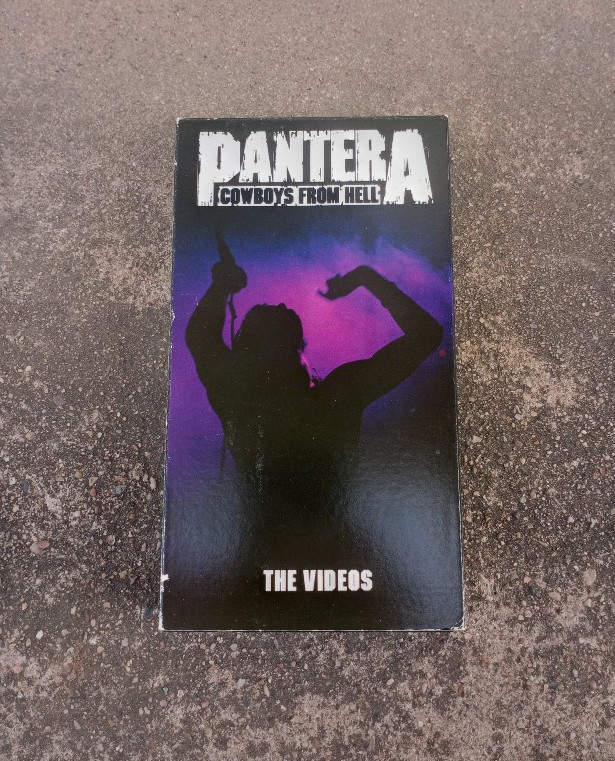 PANTERA
COWBOYS FROM HELL
THE VIDEOS